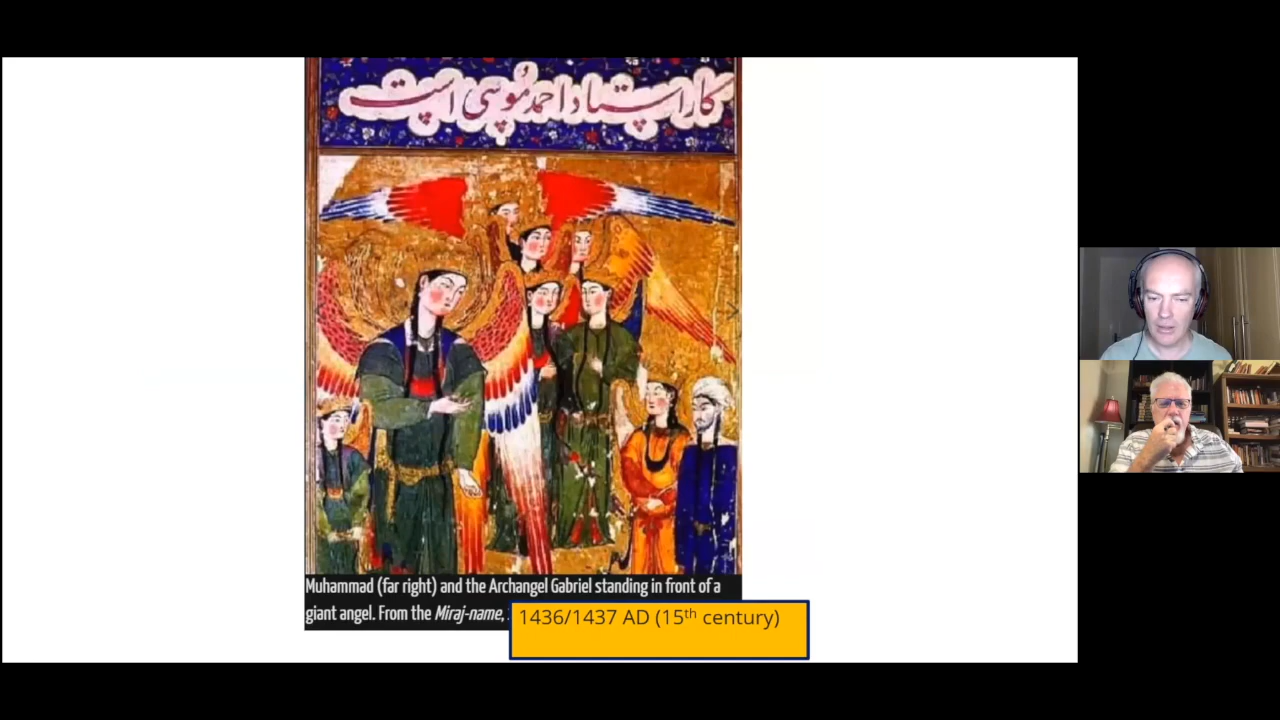 کار استاد احمد موسی است
Muhammad (far right) and the Archangel Gabriel standing in front of a
giant angel. From the Miraj-name,
1436/1437 AD (15th century)